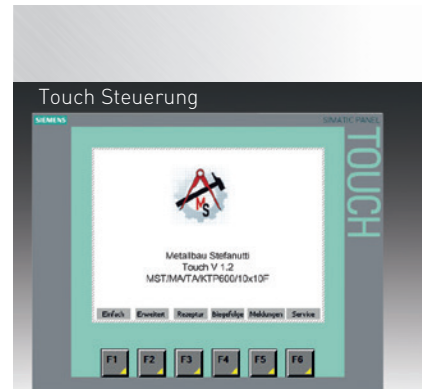 Touch Steuerung
SIEMENS SIMATIC PANEL
TOUCH
MS
Metallbau Stefanutti
Touch V 1.2
MST/MA/TA/KTP600/10x10F
Einfach Erweitert Rezeptur Biegefolge Meldungen Service
F1 F2 F3 F4 F5 F6